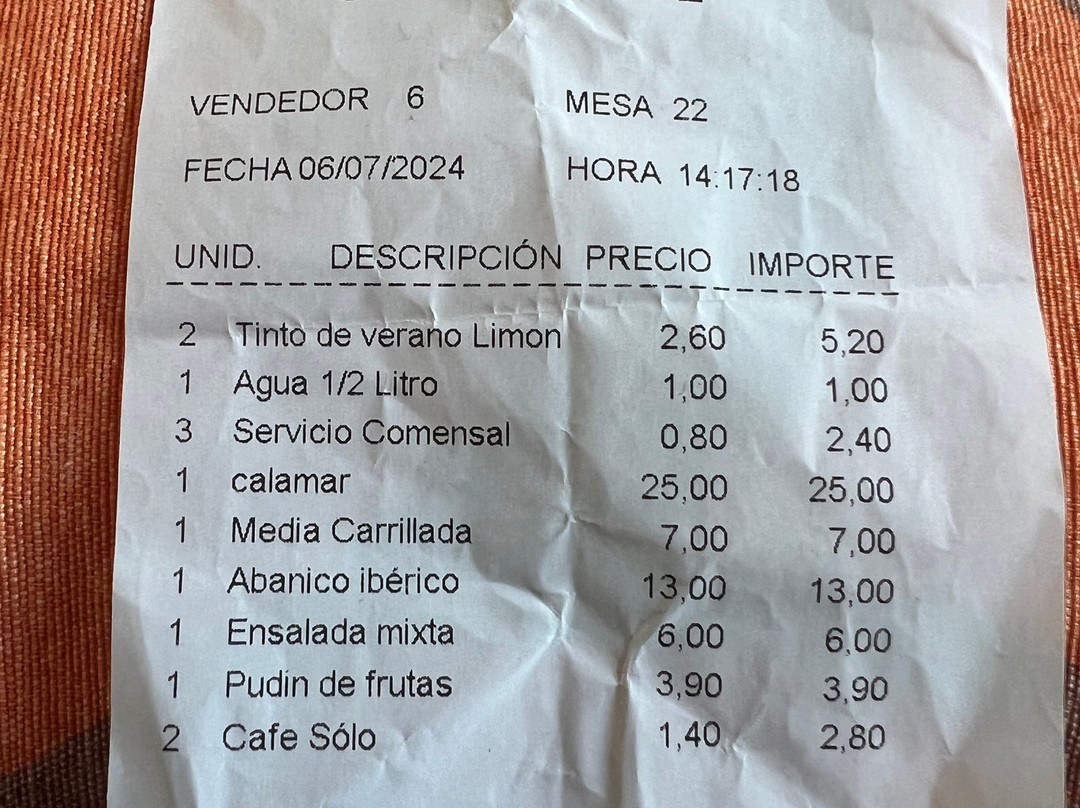 VENDEDOR 6 MESA 22
FECHA 06/07/2024 HORA 14:17:18
UNID. DESCRIPCIÓN PRECIO IMPORTE
2 Tinto de verano Limon 2,60 5,20
1 Agua 1/2 Litro 1,00 1,00
3 Servicio Comensal 0,80 2,40
1 calamar 25,00 25,00
1 Media Carrillada 7,00 7,00
1 Abanico ibérico 13,00 13,00
1 Ensalada mixta 6,00 6,00
1 Pudin de frutas 3,90 3,90
2 Cafe Sólo 1,40 2,80